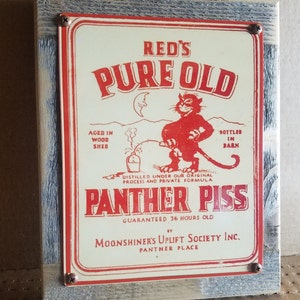 RED'S
PURE OLD
AGED IN
WOOD
SHED
BOTTLED
IN
BARN
DISTILLED UNDER OUR ORIGINAL
PROCESS AND PRIVATE FORMULA
PANTHER PISS
GUARANTEED 36 HOURS OLD
BY
MOONSHINER'S UPLIFT SOCIETY INC.
PANTHER PLACE